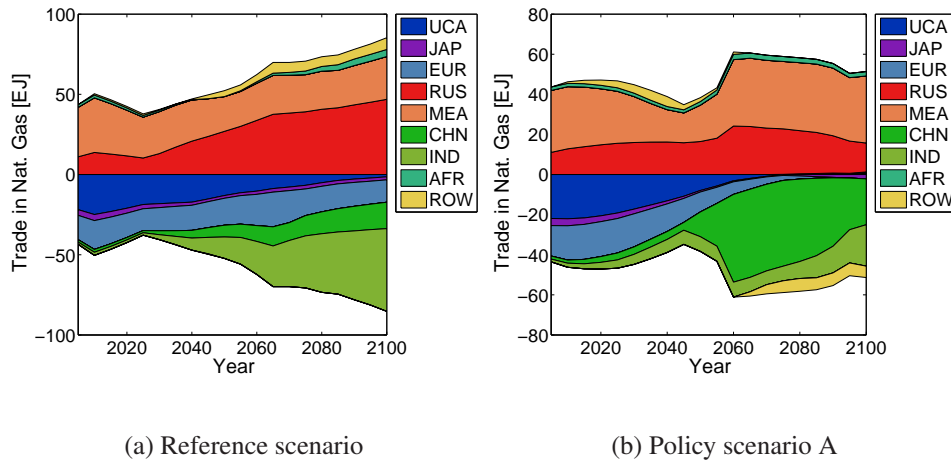 Trade in Nat. Gas [EJ]
100
50
0
−50
−100
2020 2040 2060 2080 2100
Year
UCA
JAP
EUR
RUS
MEA
CHN
IND
AFR
ROW
(a) Reference scenario
Trade in Nat. Gas [EJ]
80
60
40
20
0
−20
−40
−60
−80
2020 2040 2060 2080 2100
Year
UCA
JAP
EUR
RUS
MEA
CHN
IND
AFR
ROW
(b) Policy scenario A